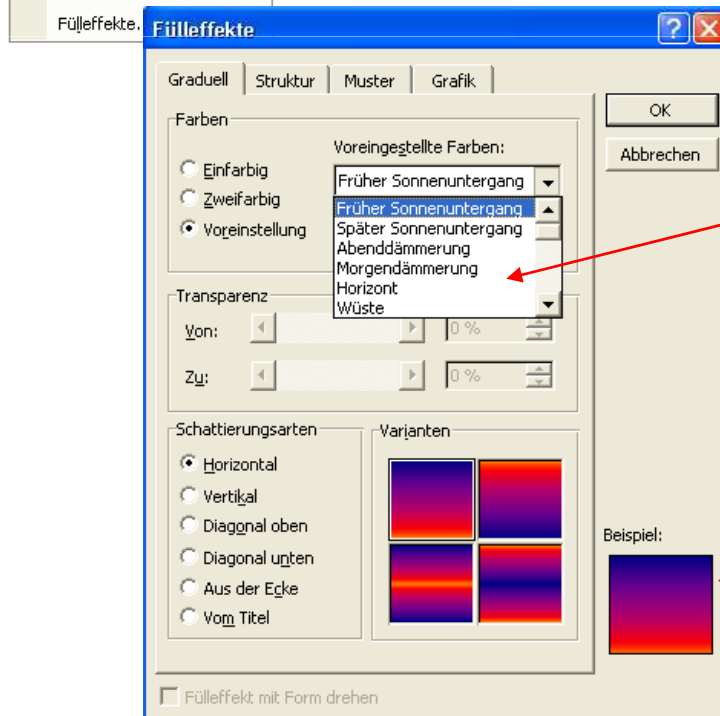 Fülleffekte.
Fülleffekte
Graduell Struktur Muster Grafik
Farben
Voreingestellte Farben:
Einfarbig
Zweifarbig
Voreinstellung
Früher Sonnenuntergang
Früher Sonnenuntergang
Später Sonnenuntergang
Abenddämmerung
Morgendämmerung
Horizont
Wüste
OK
Abbrechen
Transparenz
Von: 0 %
Zu: 0 %
Schattierungsarten
Horizontal
Vertikal
Diagonal oben
Diagonal unten
Aus der Ecke
Vom Titel
Varianten
Beispiel:
Fülleffekt mit Form drehen